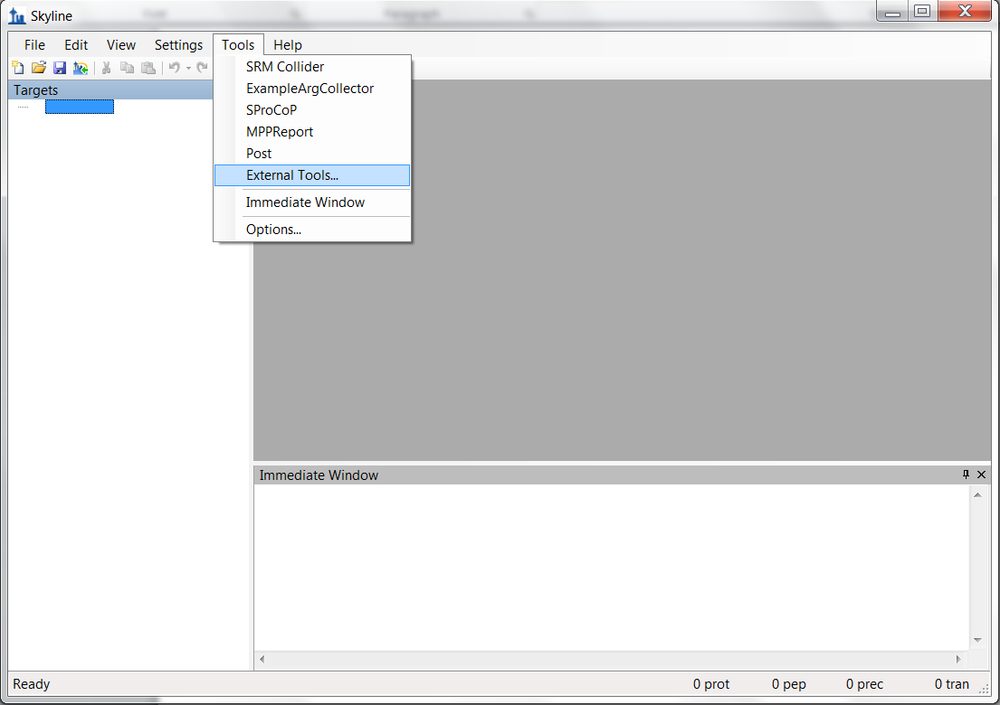 Skyline
File Edit View Settings Tools Help
SRM Collider
ExampleArgCollector
SProCoP
MPPReport
Post
External Tools...
Immediate Window
Options...
Targets
Immediate Window
Ready 0 prot 0 pep 0 prec 0 tran